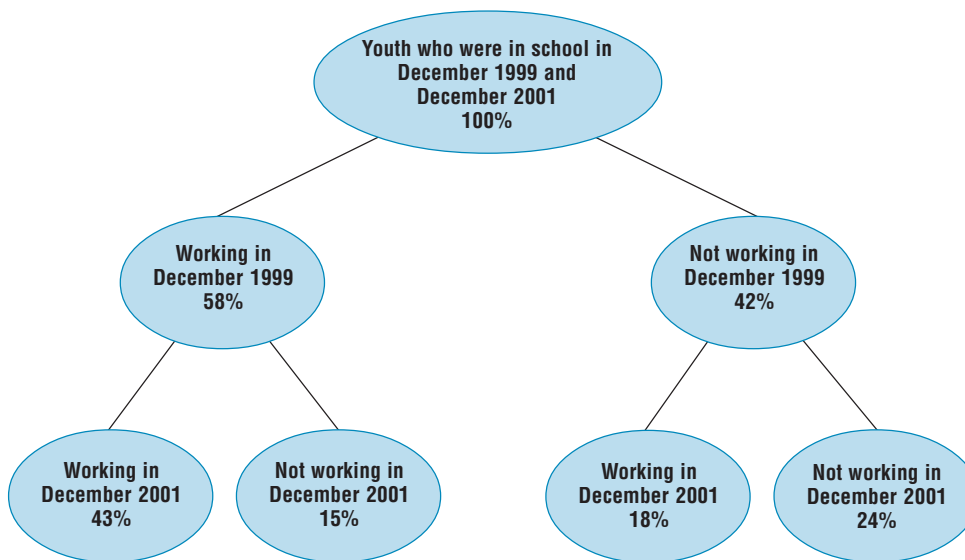 Youth who were in school in
December 1999 and
December 2001
100%
Working in
December 1999
58%
Not working in
December 1999
42%
Working in
December 2001
43%
Not working in
December 2001
15%
Working in
December 2001
18%
Not working in
December 2001
24%